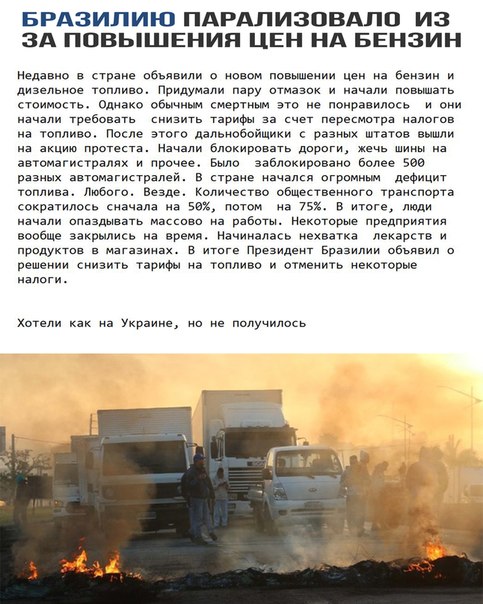 БРАЗИЛИЮ ПАРАЛИЗОВАЛО ИЗ
ЗА ПОВЫШЕНИЯ ЦЕН НА БЕНЗИН
Недавно в стране объявили о новом повышении цен на бензин и
дизельное топливо. Придумали пару отмазок и начали повышать
стоимость. Однако обычным смертным это не понравилось и они
начали требовать снизить тарифы за счет пересмотра налогов
на топливо. После этого дальнобойщики с разных штатов вышли
на акцию протеста. Начали блокировать дороги, жечь шины на
автомагистралях и прочее. Было заблокировано более 500
разных автомагистралей. В стране начался огромным дефицит
топлива. Любого. Везде. Количество общественного транспорта
сократилось сначала на 50%, потом на 75%. В итоге, люди
начали опаздывать массово на работы. Некоторые предприятия
вообще закрылись на время. Начиналась нехватка лекарств и
продуктов в магазинах. В итоге Президент Бразилии объявил о
решении снизить тарифы на топливо и отменить некоторые
налоги.
Хотели как на Украине, но не получилось